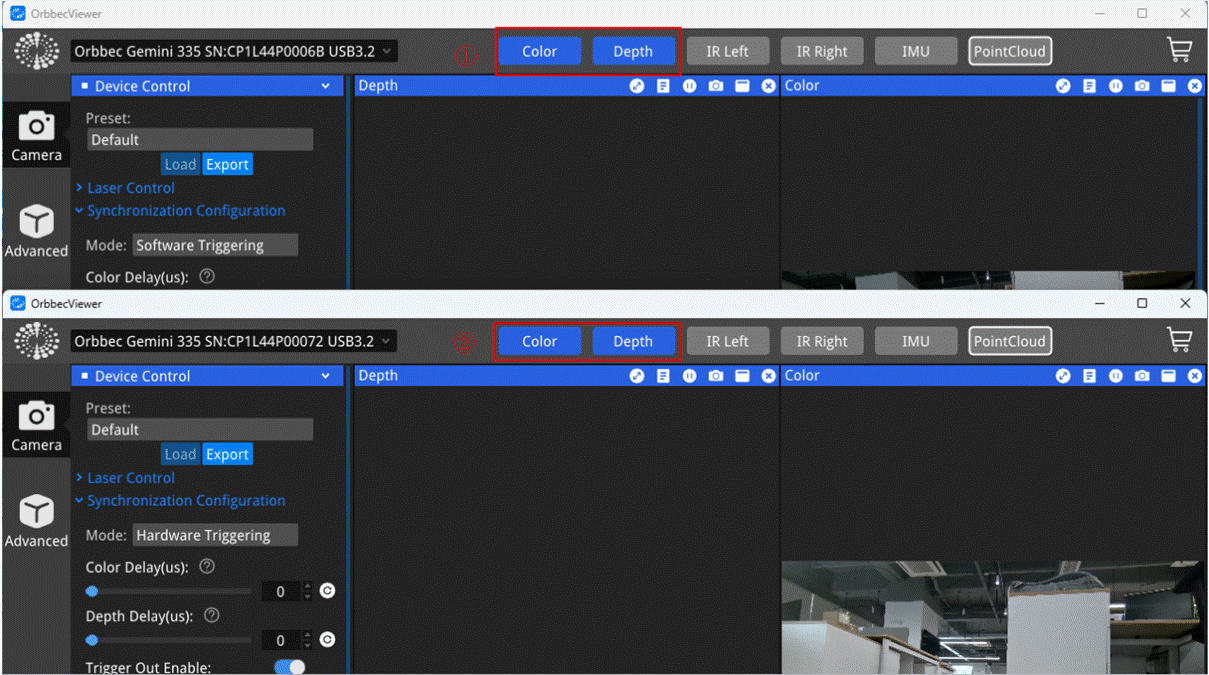 OrbbecViewer
Orbbec Gemini 335 SN:CP1L44P0006B USB3.2
① Color Depth IR Left IR Right IMU PointCloud
Device Control Depth Color
Camera
Preset:
Default
Load Export
Laser Control
Synchronization Configuration
Advanced
Mode: Software Triggering
Color Delay(us): ?
OrbbecViewer
Orbbec Gemini 335 SN:CP1L44P00072 USB3.2
② Color Depth IR Left IR Right IMU PointCloud
Device Control Depth Color
Camera
Preset:
Default
Load Export
Laser Control
Synchronization Configuration
Advanced
Mode: Hardware Triggering
Color Delay(us): ?
0
Depth Delay(us): ?
0
Trigger Out Enable: